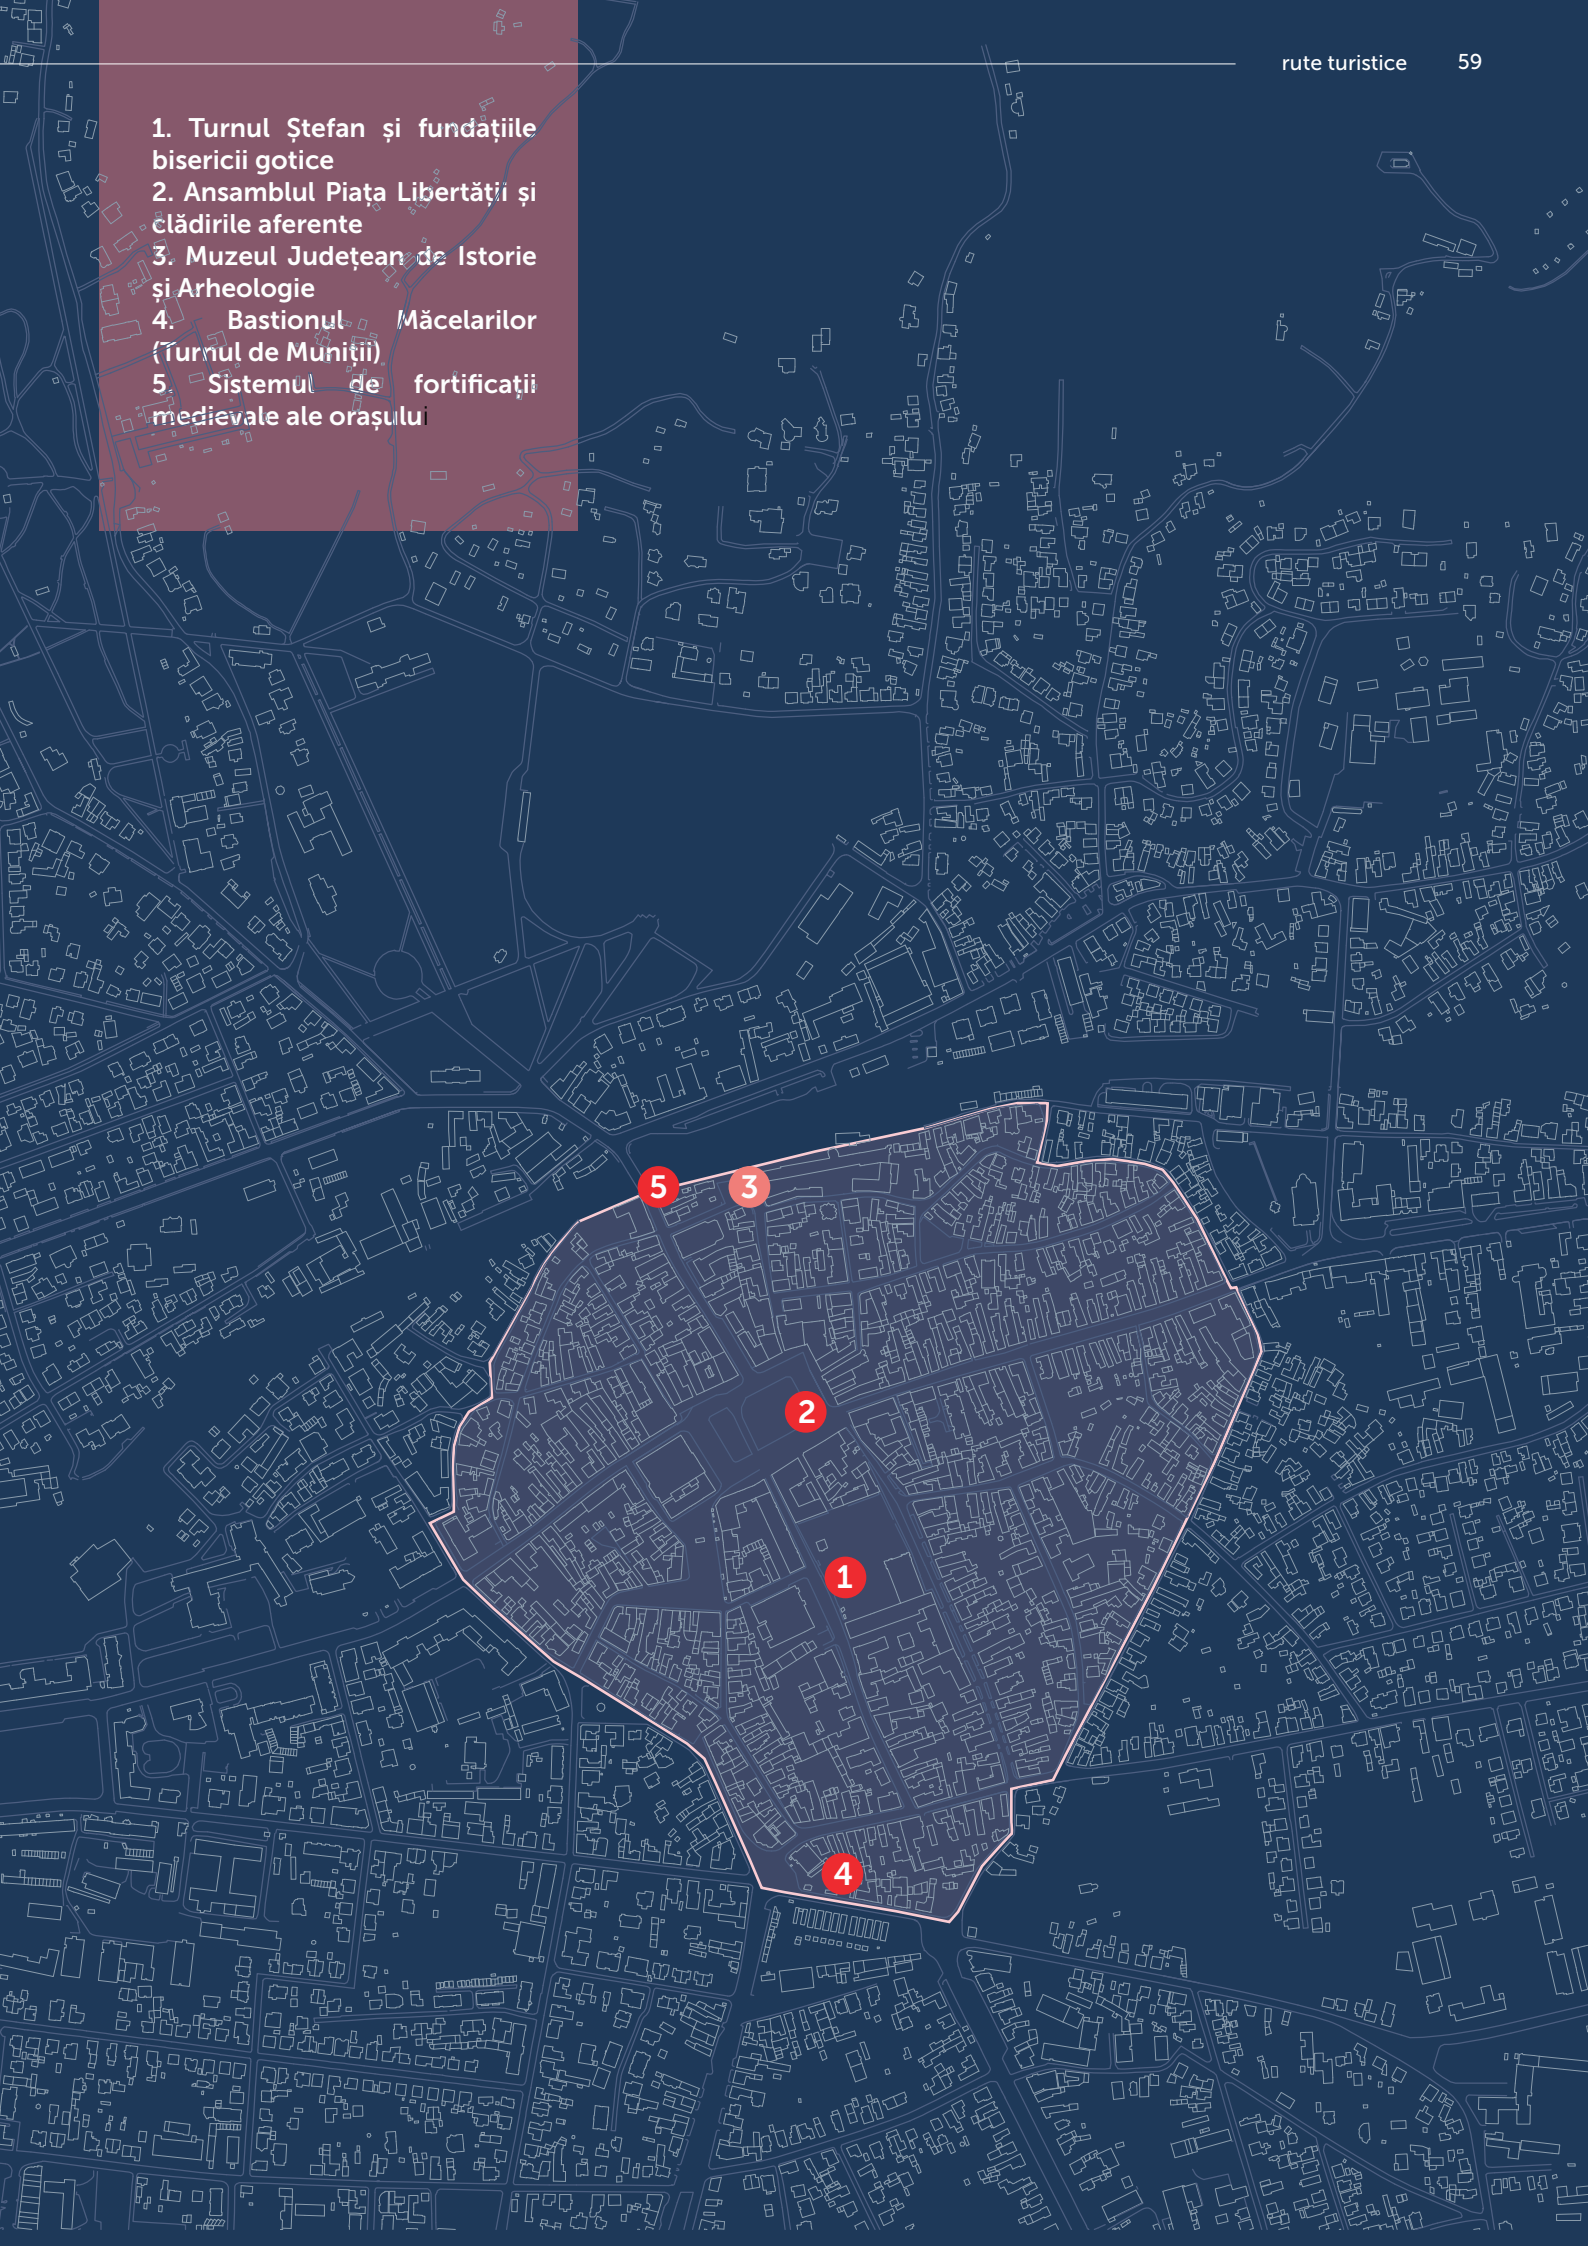 rute turistice 59
1. Turnul Ștefan și fundațiile
bisericii gotice
2. Ansamblul Piața Libertății și
clădirile aferente
3. Muzeul Județean de Istorie
și Arheologie
4. Bastionul Măcelarilor
(Turnul de Muniții)
5. Sistemul de fortificații
medievale ale orașului
5 3
2
1
4